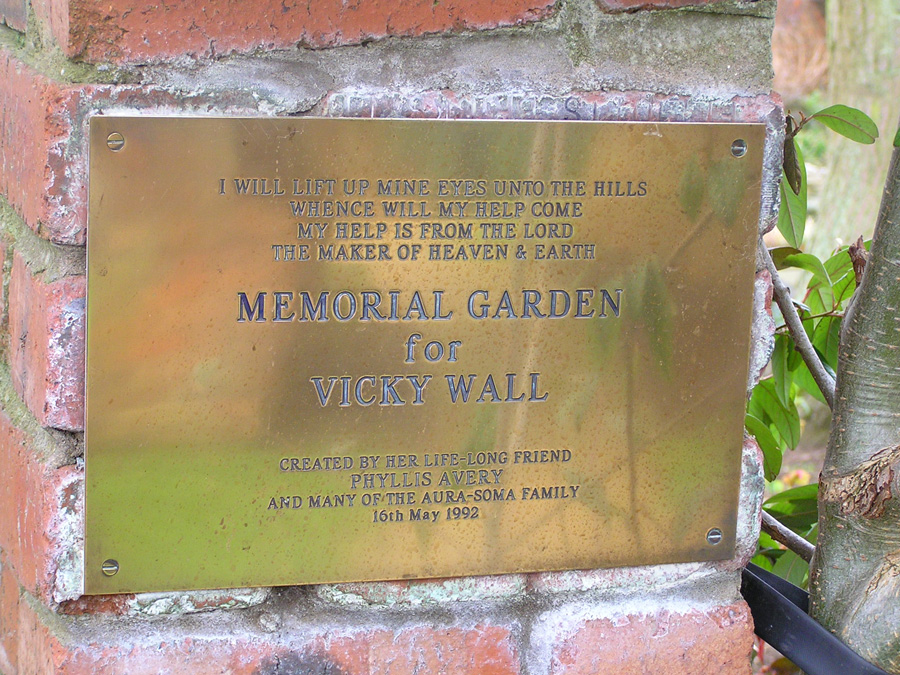 I WILL LIFT UP MINE EYES UNTO THE HILLS
WHENCE WILL MY HELP COME
MY HELP IS FROM THE LORD
THE MAKER OF HEAVEN & EARTH
MEMORIAL GARDEN
for
VICKY WALL
CREATED BY HER LIFE-LONG FRIEND
PHYLLIS AVERY
AND MANY OF THE AURA-SOMA FAMILY
16th May 1992